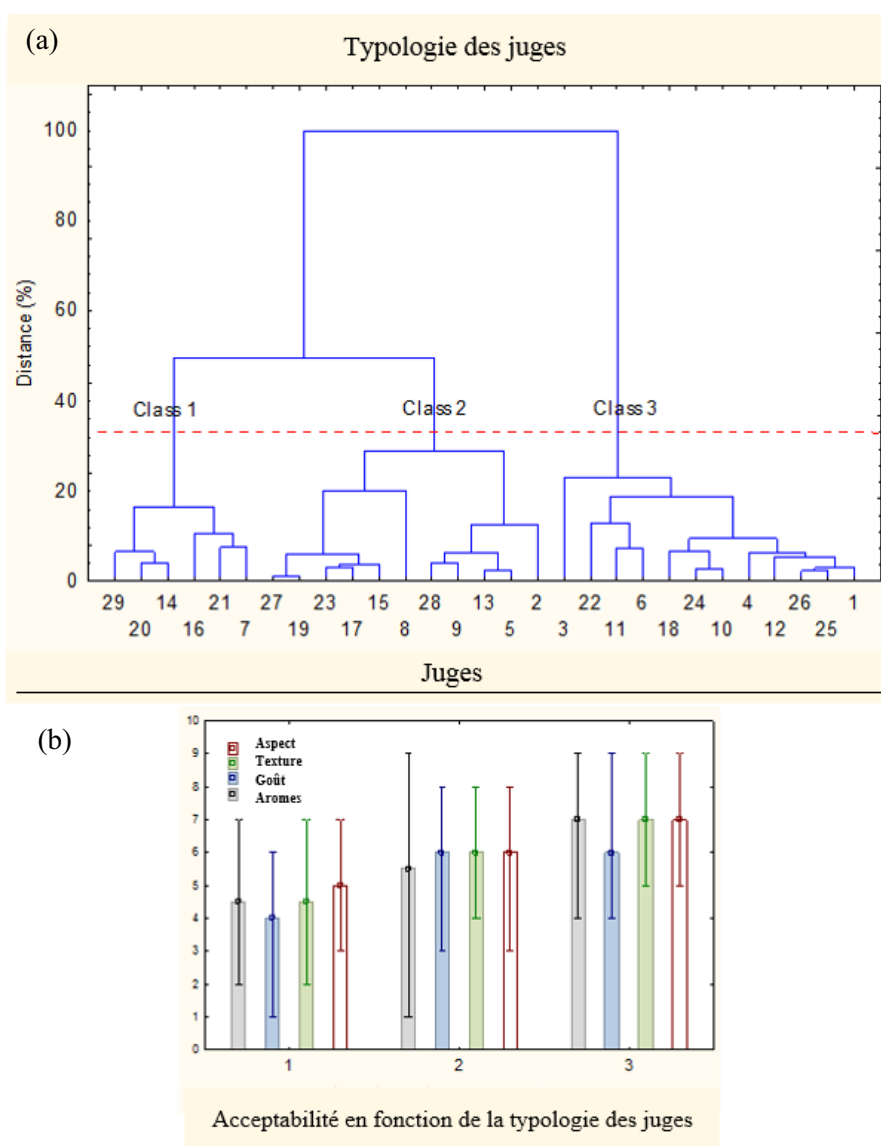 (a)
Typologie des juges
100
80
60
40
20
0
Distance (%)
Class 1 Class 2 Class 3
29 14 21 27 23 15 28 13 2 22 6 24 4 26 1
20 16 7 19 17 8 9 5 3 11 18 10 12 25
Juges
(b)
10
9
8
7
6
5
4
3
2
1
0
Aspect
Texture
Goût
Aromes
1 2 3
Acceptabilité en fonction de la typologie des juges